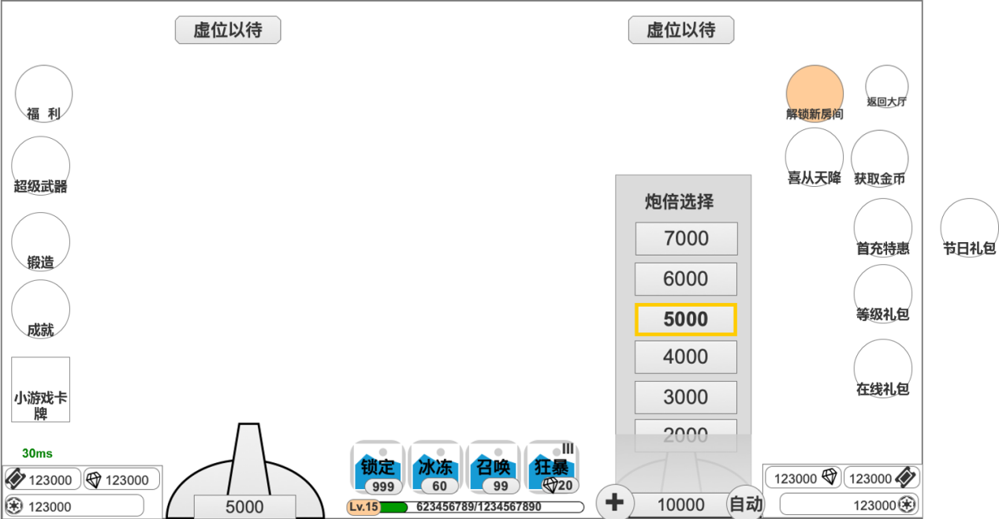 虚位以待
虚位以待
福 利
解锁新房间
返回大厅
超级武器
喜从天降
获取金币
炮倍选择
锻造
7000
首充特惠
节日礼包
6000
成就
5000
等级礼包
4000
小游戏卡
牌
3000
在线礼包
2000
30ms
锁定
999
冰冻
60
召唤
99
狂暴
III
20
123000
123000
123000
5000
Lv.15
623456789/1234567890
+
10000
自动
123000
123000
123000